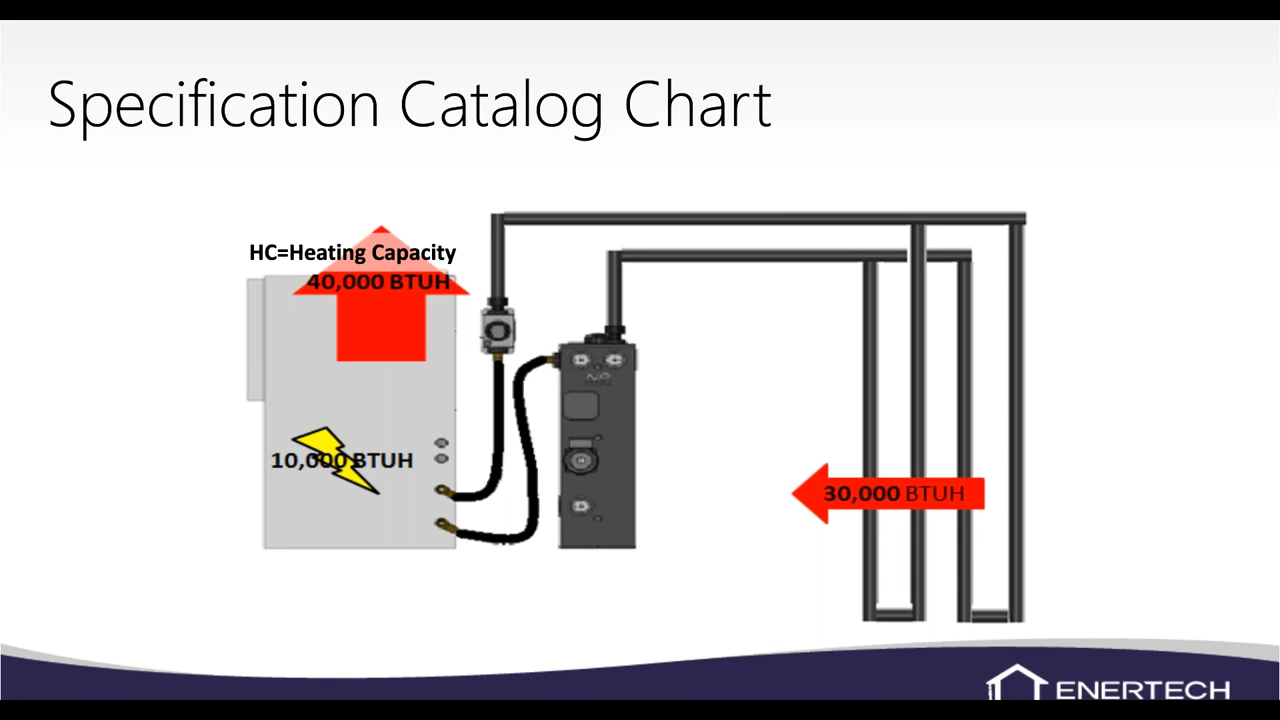 Specification Catalog Chart
HC=Heating Capacity
40,000 BTUH
10,000 BTUH
30,000 BTUH
ENERTECH